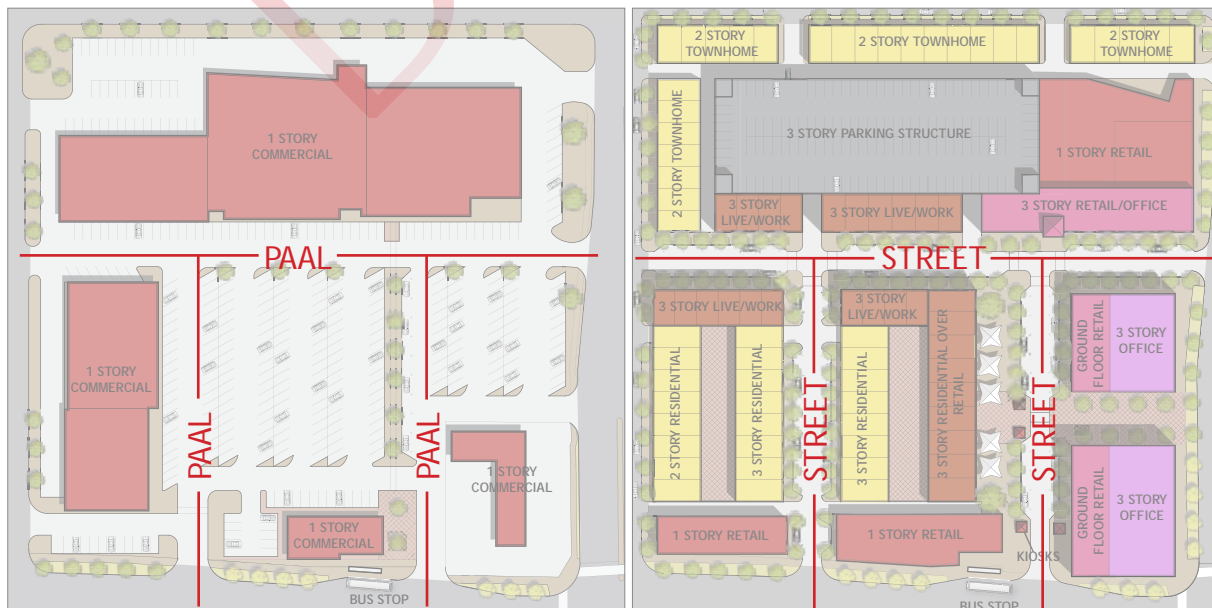 1 STORY
COMMERCIAL
PAAL
1 STORY
COMMERCIAL
PAAL
PAAL
1 STORY
COMMERCIAL
1 STORY
COMMERCIAL
BUS STOP
2 STORY
TOWNHOME
2 STORY TOWNHOME
2 STORY
TOWNHOME
2 STORY TOWNHOME
3 STORY PARKING STRUCTURE
1 STORY RETAIL
3 STORY
LIVE/WORK
3 STORY LIVE/WORK
3 STORY RETAIL/OFFICE
STREET
3 STORY LIVE/WORK
3 STORY
LIVE/WORK
2 STORY RESIDENTIAL
3 STORY RESIDENTIAL
STREET
3 STORY RESIDENTIAL
3 STORY RESIDENTIAL OVER
RETAIL
STREET
GROUND
FLOOR RETAIL
3 STORY
OFFICE
GROUND
FLOOR RETAIL
3 STORY
OFFICE
1 STORY RETAIL
1 STORY RETAIL
KIOSKS
BUS STOP